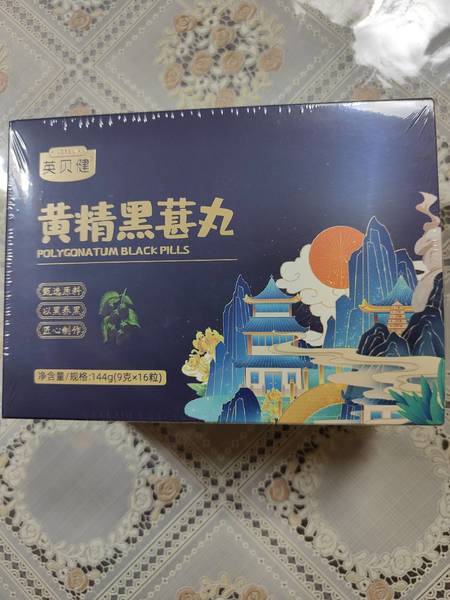 英贝健
黄精黑葚丸
POLYGONATUM BLACK PILLS
甄选原料
以黑养黑
匠心制作
净含量/规格:144g(9克×16粒)